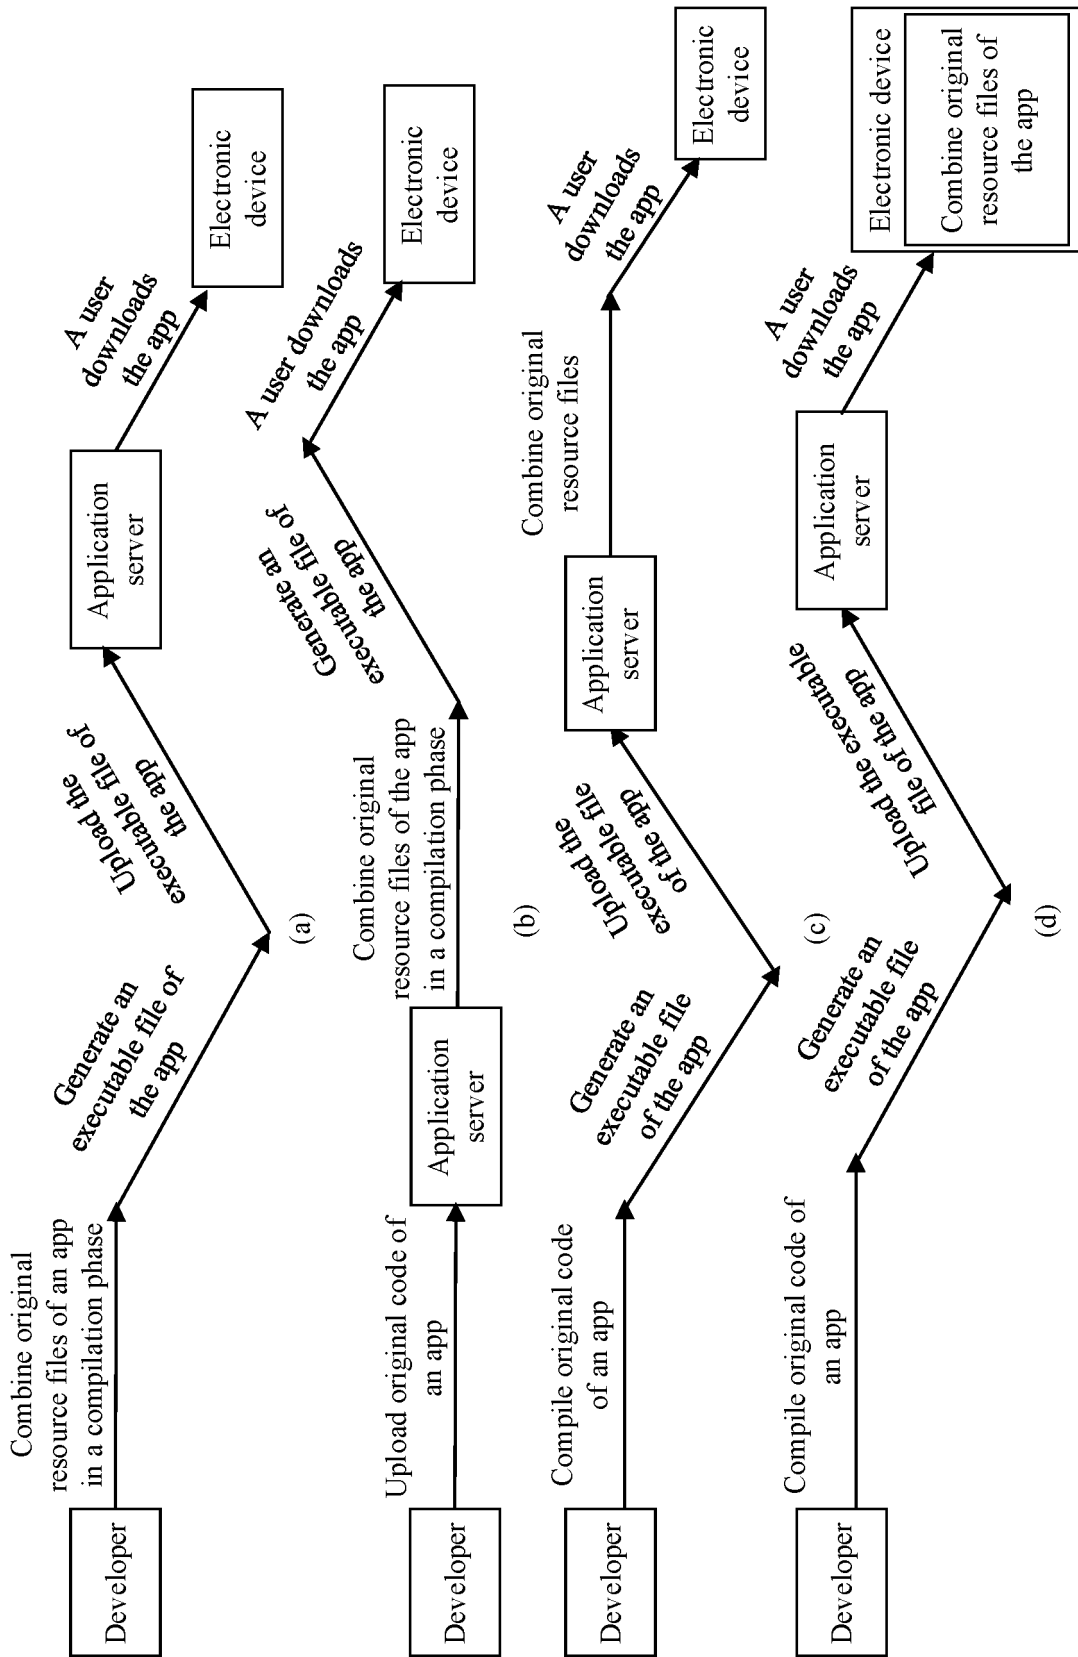 Developer
Combine original
resource files of an app
in a compilation phase
Generate an
executable file of
the app
Upload the
executable file of
the app
Application
server
A user
downloads
the app
Electronic
device
(a)
Developer
Upload original code of
an app
Application
server
Combine original
resource files of the app
in a compilation phase
Generate an
executable file of
the app
A user downloads
the app
Electronic
device
(b)
Developer
Compile original code
of an app
Generate an
executable file
of the app
Upload the
executable file
of the app
Application
server
Combine original
resource files
A user
downloads
the app
Electronic
device
(c)
Developer
Compile original code of
an app
Generate an
executable file
of the app
Upload the executable
file of the app
Application
server
A user
downloads
the app
Electronic device
Combine original
resource files of
the app
(d)